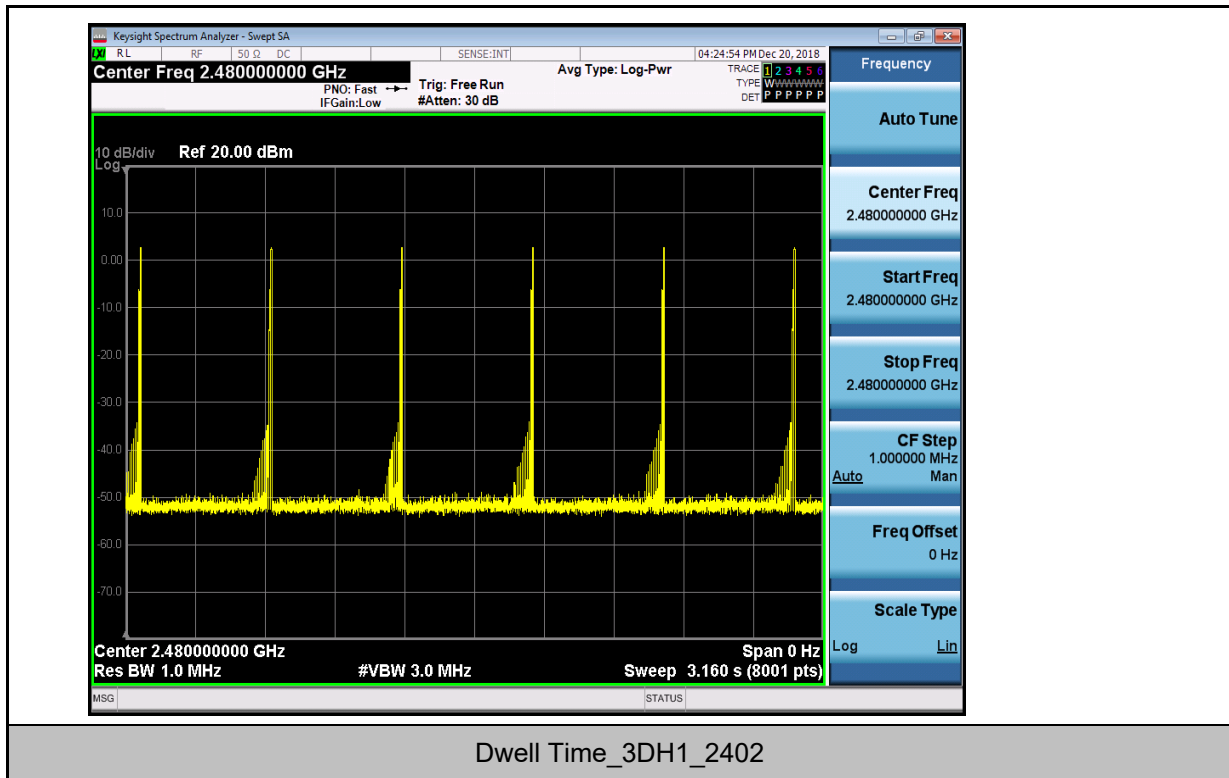 Keysight Spectrum Analyzer - Swept SA
LXI RL RF 50 Ω DC SENSE:INT 04:24:54 PM Dec 20, 2018
Center Freq 2.480000000 GHz
PNO: Fast
IFGain:Low
Trig: Free Run
#Atten: 30 dB
Avg Type: Log-Pwr
TRACE 1 2 3 4 5 6
TYPE WWWWWW
DET P P P P P P
10 dB/div Ref 20.00 dBm
Log
10.0
0.00
-10.0
-20.0
-30.0
-40.0
-50.0
-60.0
-70.0
Center 2.480000000 GHz Span 0 Hz
Res BW 1.0 MHz #VBW 3.0 MHz Sweep 3.160 s (8001 pts)
MSG STATUS
Frequency
Auto Tune
Center Freq
2.480000000 GHz
Start Freq
2.480000000 GHz
Stop Freq
2.480000000 GHz
CF Step
1.000000 MHz
Auto Man
Freq Offset
0 Hz
Scale Type
Log Lin
Dwell Time_3DH1_2402